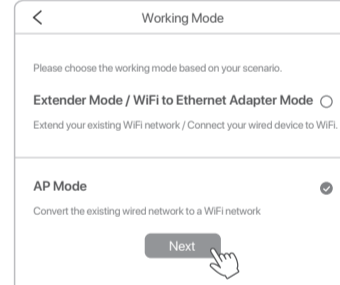 Working Mode
Please choose the working mode based on your scenario.
Extender Mode / WiFi to Ethernet Adapter Mode
Extend your existing WiFi network / Connect your wired device to WiFi.
AP Mode
Convert the existing wired network to a WiFi network
Next